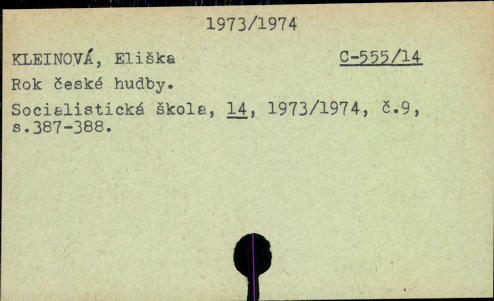 1973/1974
KLEINOVÁ, Eliška C-555/14
Rok české hudby.
Socialistická škola, 14, 1973/1974, č.9,
s.387-388.